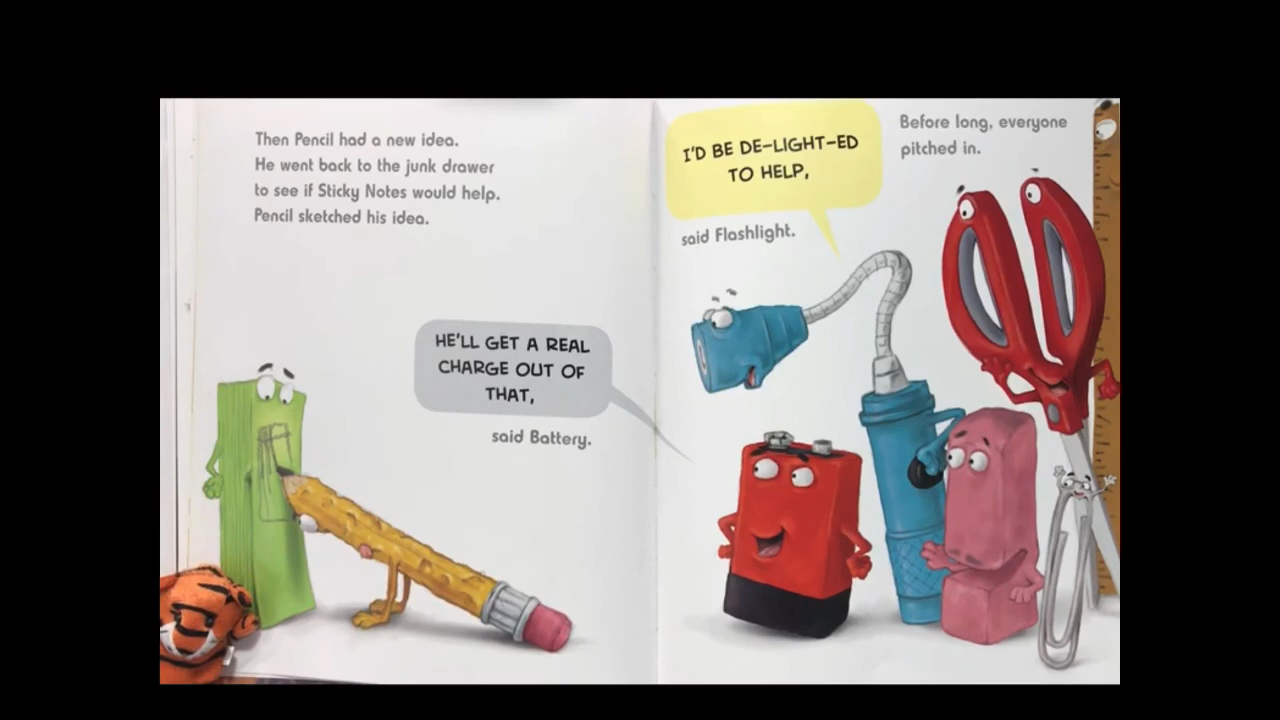 Then Pencil had a new idea.
He went back to the junk drawer
to see if Sticky Notes would help.
Pencil sketched his idea.
HE'LL GET A REAL
CHARGE OUT OF
THAT,
said Battery.
I'D BE DE-LIGHT-ED
TO HELP,
said Flashlight.
Before long, everyone
pitched in.